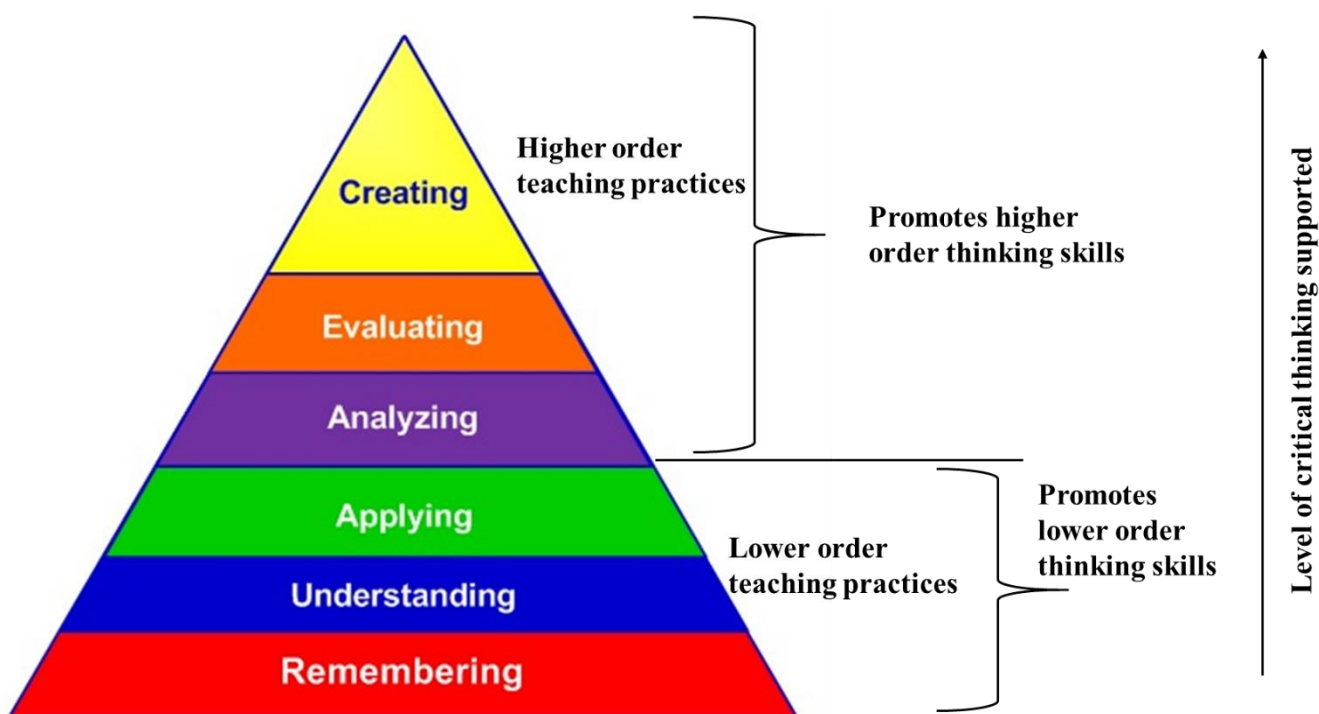 Higher order
teaching practices
Creating
Promotes higher
order thinking skills
Evaluating
Analyzing
Applying
Promotes
lower order
thinking skills
Lower order
teaching practices
Understanding
Remembering
Level of critical thinking supported